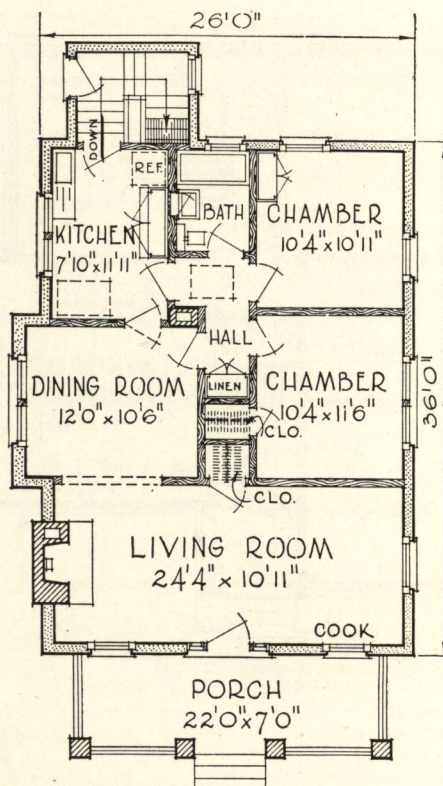 26'0"
DOWN
REF.
KITCHEN
7'10"x11'11"
BATH
CHAMBER
10'4"x10'11"
HALL
LINEN
DINING ROOM
12'0"x10'6"
CHAMBER
10'4"x11'6"
CLO.
36'0"
CLO.
LIVING ROOM
24'4" x 10'11"
COOK
PORCH
22'0"x7'0"